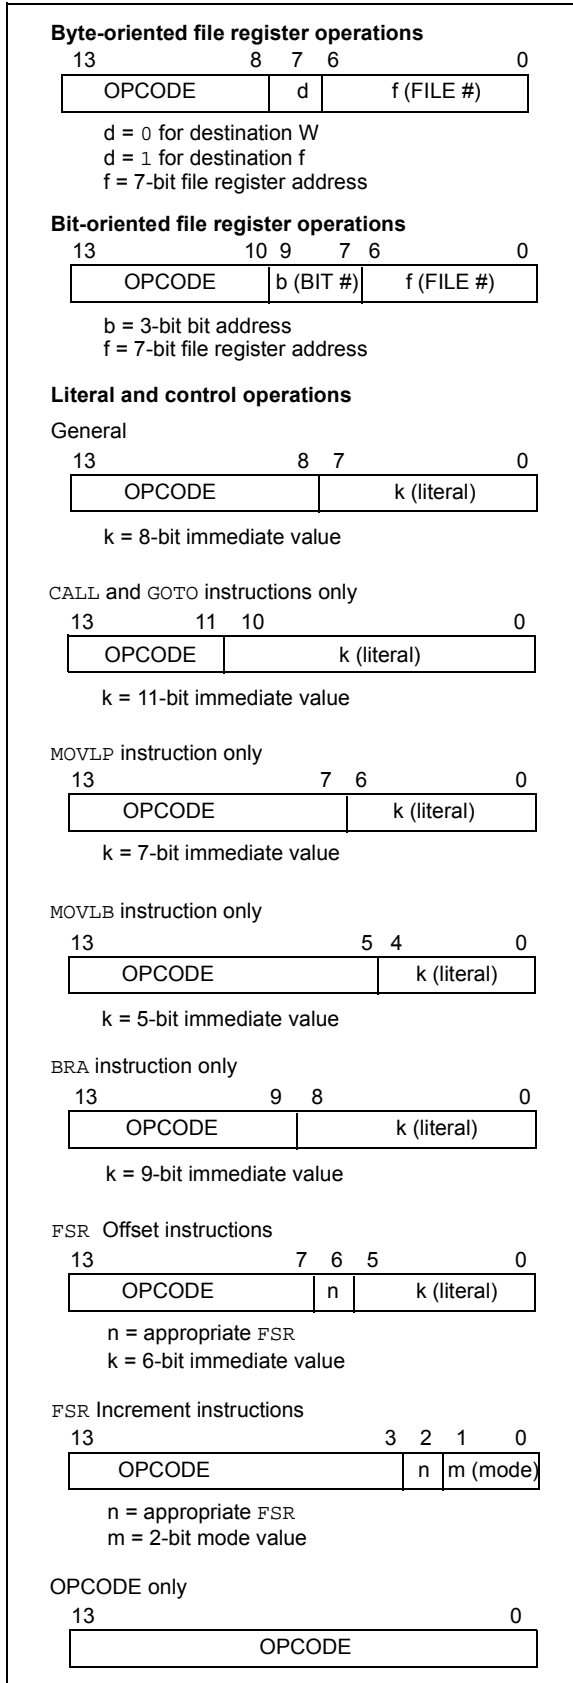 Byte-oriented file register operations
13 8 7 6 0
OPCODE d f (FILE #)
d = 0 for destination W
d = 1 for destination f
f = 7-bit file register address
Bit-oriented file register operations
13 10 9 7 6 0
OPCODE b (BIT #) f (FILE #)
b = 3-bit bit address
f = 7-bit file register address
Literal and control operations
General
13 8 7 0
OPCODE k (literal)
k = 8-bit immediate value
CALL and GOTO instructions only
13 11 10 0
OPCODE k (literal)
k = 11-bit immediate value
MOVLP instruction only
13 7 6 0
OPCODE k (literal)
k = 7-bit immediate value
MOVLB instruction only
13 5 4 0
OPCODE k (literal)
k = 5-bit immediate value
BRA instruction only
13 9 8 0
OPCODE k (literal)
k = 9-bit immediate value
FSR Offset instructions
13 7 6 5 0
OPCODE n k (literal)
n = appropriate FSR
k = 6-bit immediate value
FSR Increment instructions
13 3 2 1 0
OPCODE n m (mode)
n = appropriate FSR
m = 2-bit mode value
OPCODE only
13 0
OPCODE